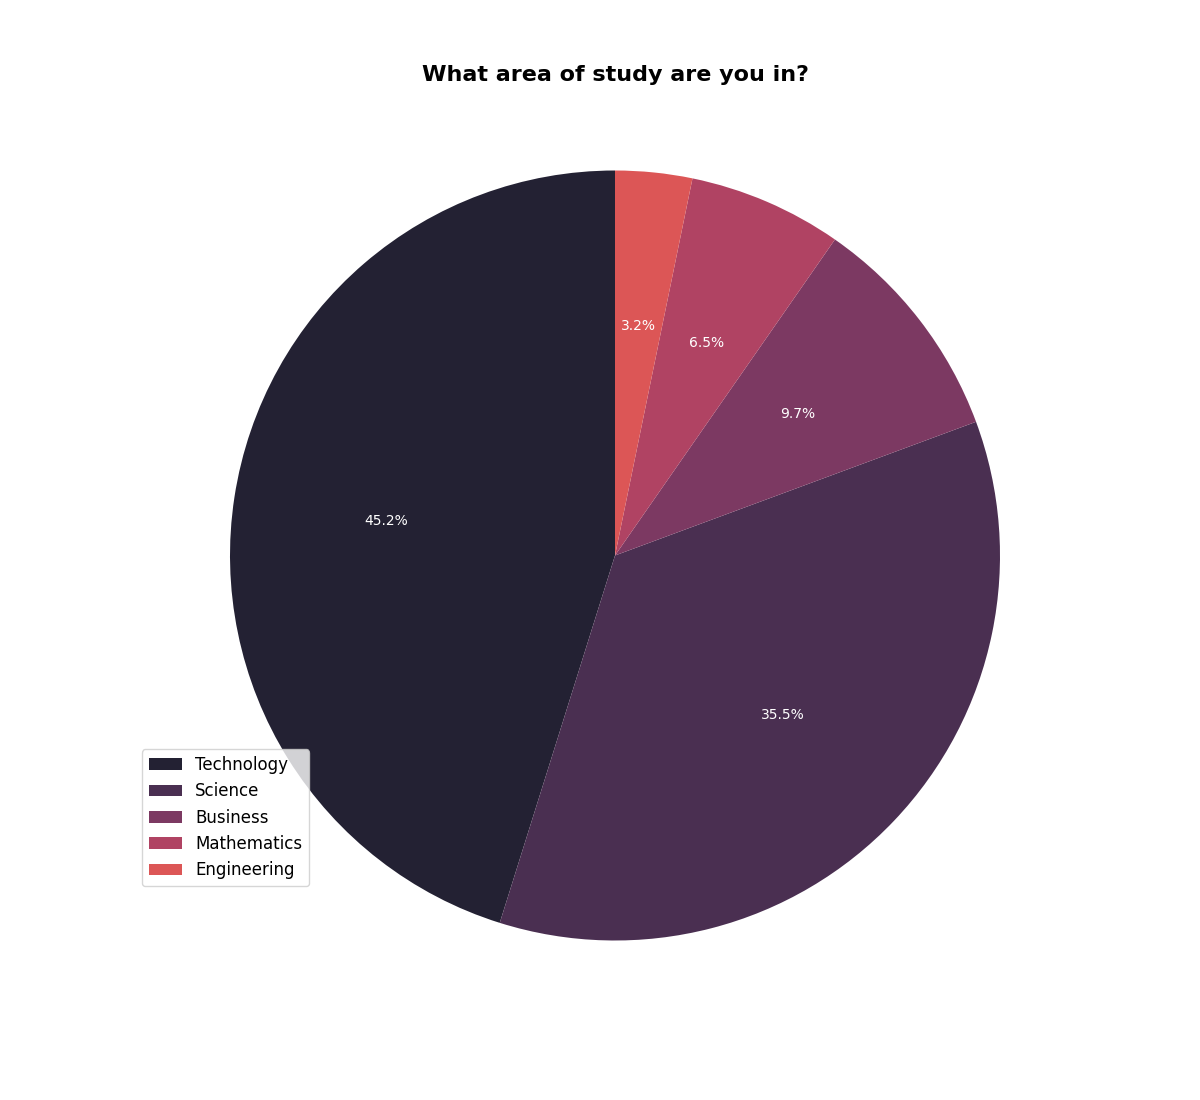 What area of study are you in?
3.2%
6.5%
9.7%
45.2%
35.5%
Technology
Science
Business
Mathematics
Engineering